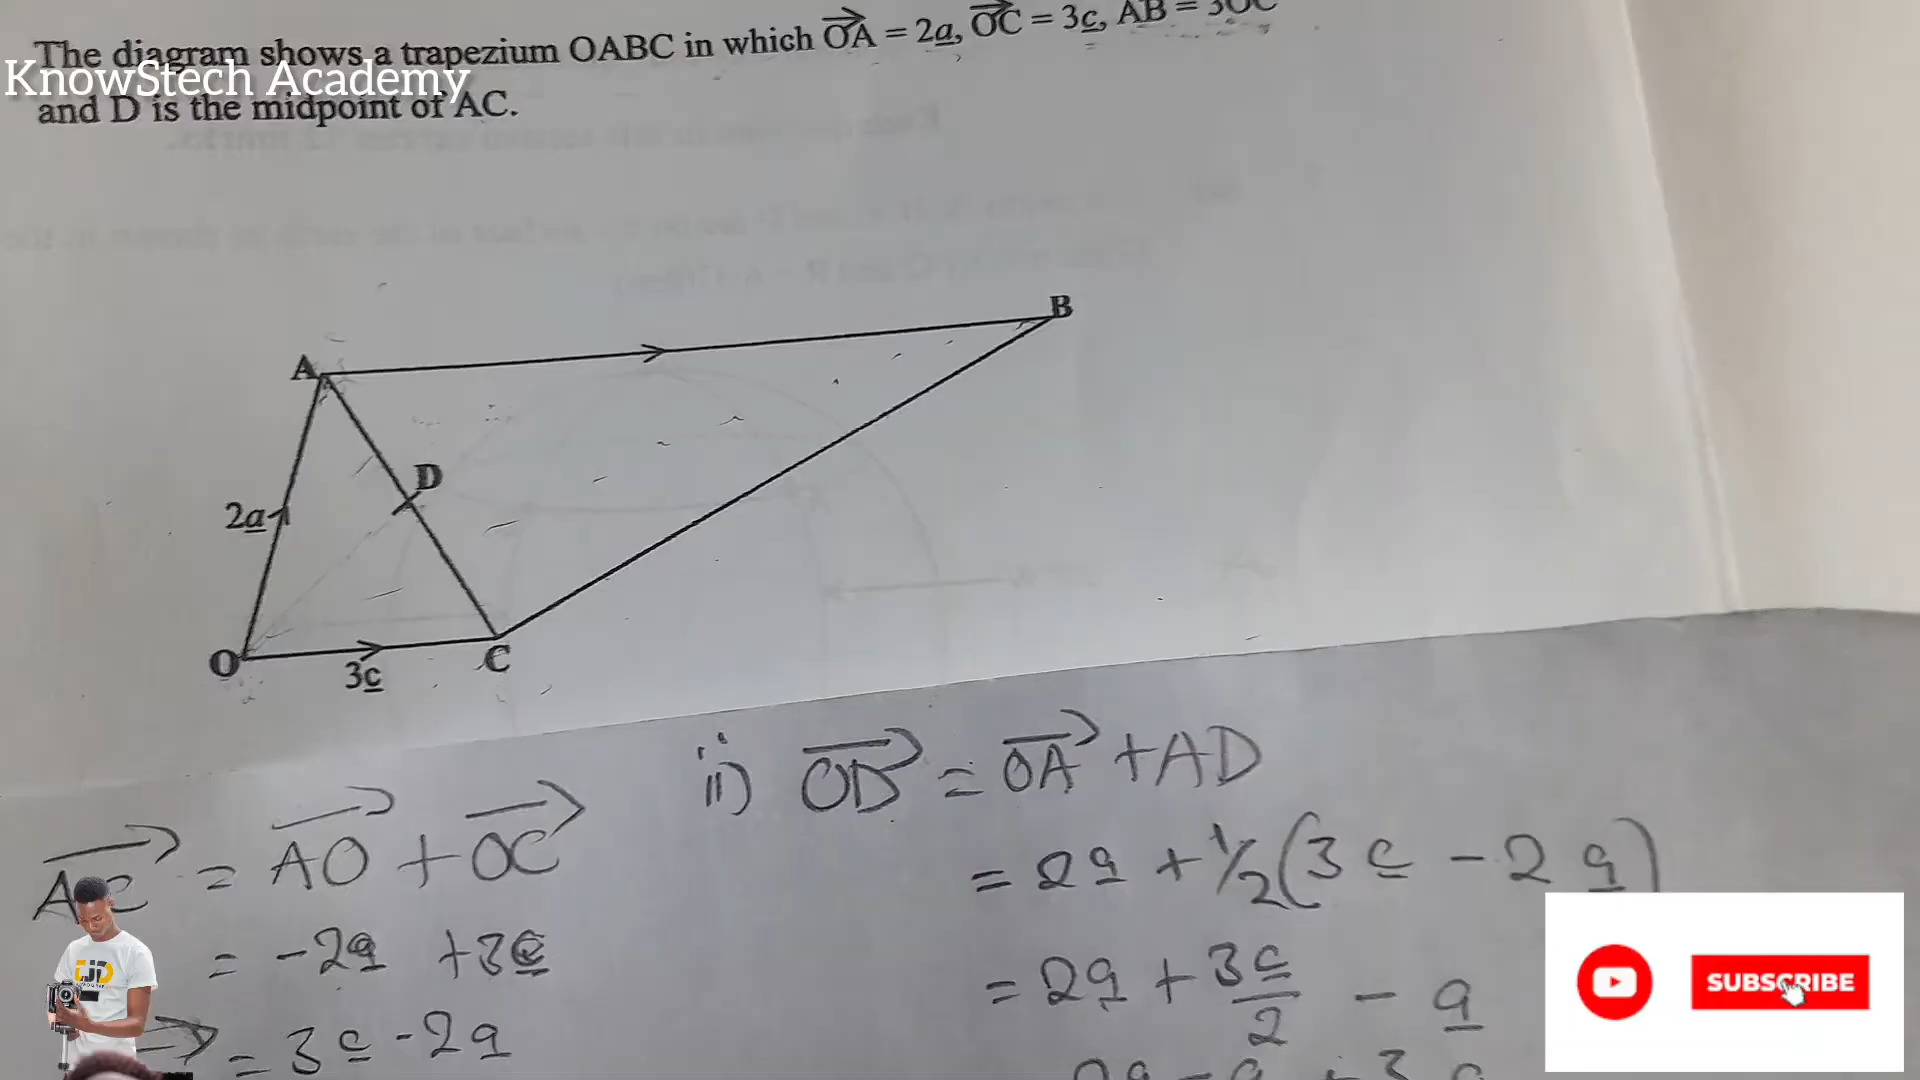 The diagram shows a trapezium OABC in which OA = 2a, OC = 3c, AB = 3OC
KnowStech Academy
and D is the midpoint of AC.
B
A
D
2a
O
3c
C
ii) OD = OA + AD
= 2a + 1/2(3c - 2a)
= 2a + 3c/2 - a
AC = AO + OC
= -2a + 3c
= 3c - 2a
SUBSCRIBE